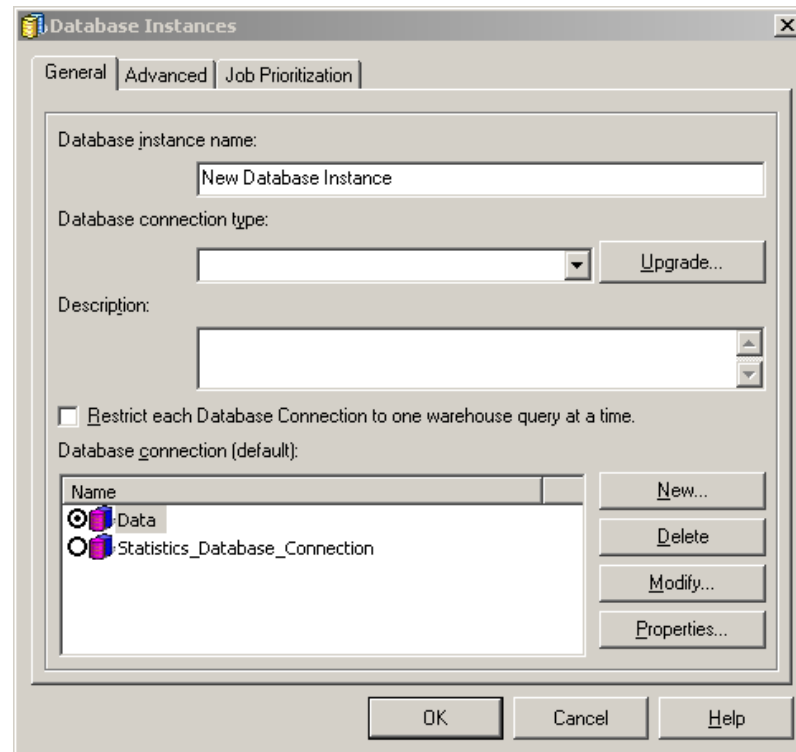 Database Instances
General Advanced Job Prioritization
Database instance name:
New Database Instance
Database connection type:
Upgrade...
Description:
Restrict each Database Connection to one warehouse query at a time.
Database connection (default):
Name
Data
Statistics_Database_Connection
New...
Delete
Modify...
Properties...
OK Cancel Help